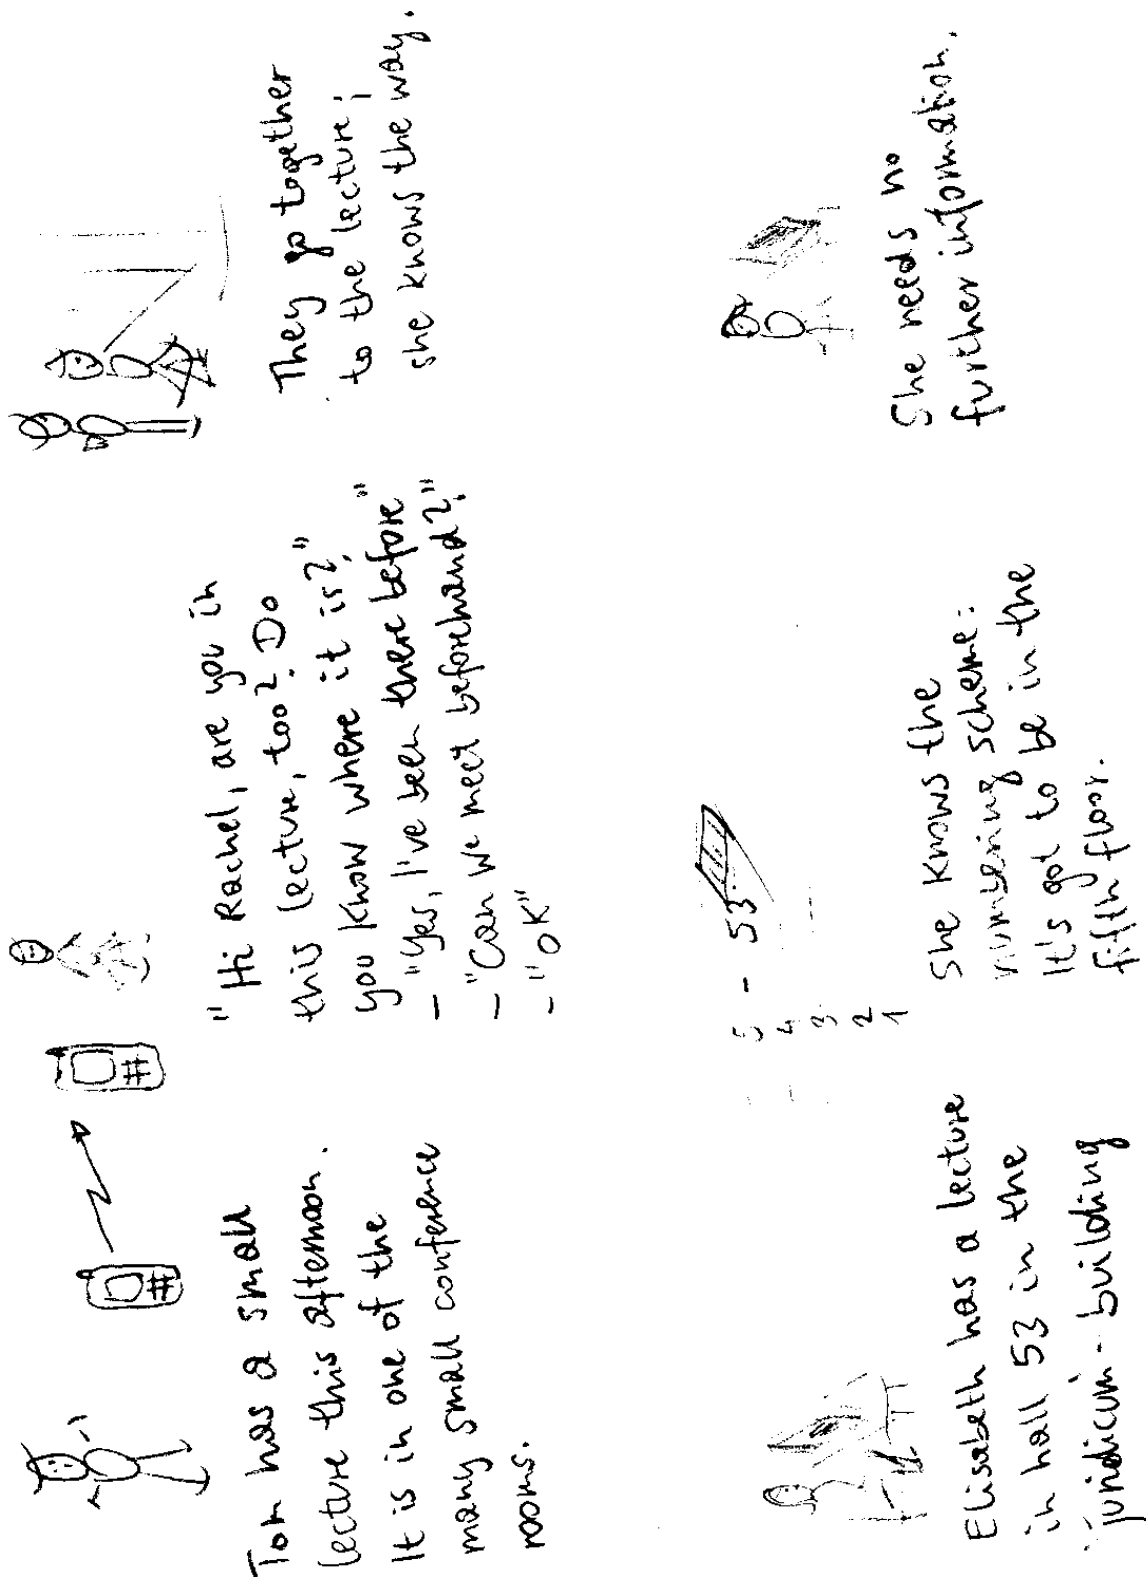 Tom has a small
lecture this afternoon.
It is in one of the
many small conference
rooms.
"Hi Rachel, are you in
this lecture, too? Do
you know where it is?"
- "Yes, I've been there before"
- "Can we meet beforehand?"
- "OK"
They go together
to the lecture;
she knows the way.
Elisabeth has a lecture
in hall 53 in the
"juridicum"-building
5 - 53
4
3
2
1
She knows the
numbering scheme:
It's got to be in the
fifth floor.
She needs no
further information.